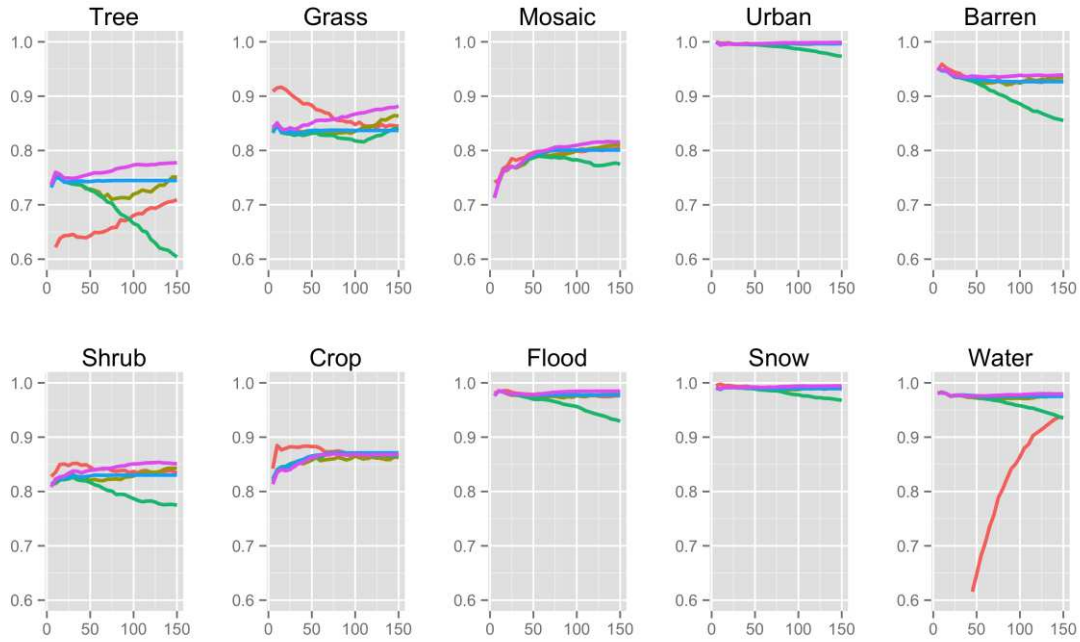 Tree Grass Mosaic Urban Barren
1.0 1.0 1.0 1.0 1.0
0.9 0.9 0.9 0.9 0.9
0.8 0.8 0.8 0.8 0.8
0.7 0.7 0.7 0.7 0.7
0.6 0.6 0.6 0.6 0.6
0 50 100 150 0 50 100 150 0 50 100 150 0 50 100 150 0 50 100 150
Shrub Crop Flood Snow Water
1.0 1.0 1.0 1.0 1.0
0.9 0.9 0.9 0.9 0.9
0.8 0.8 0.8 0.8 0.8
0.7 0.7 0.7 0.7 0.7
0.6 0.6 0.6 0.6 0.6
0 50 100 150 0 50 100 150 0 50 100 150 0 50 100 150 0 50 100 150